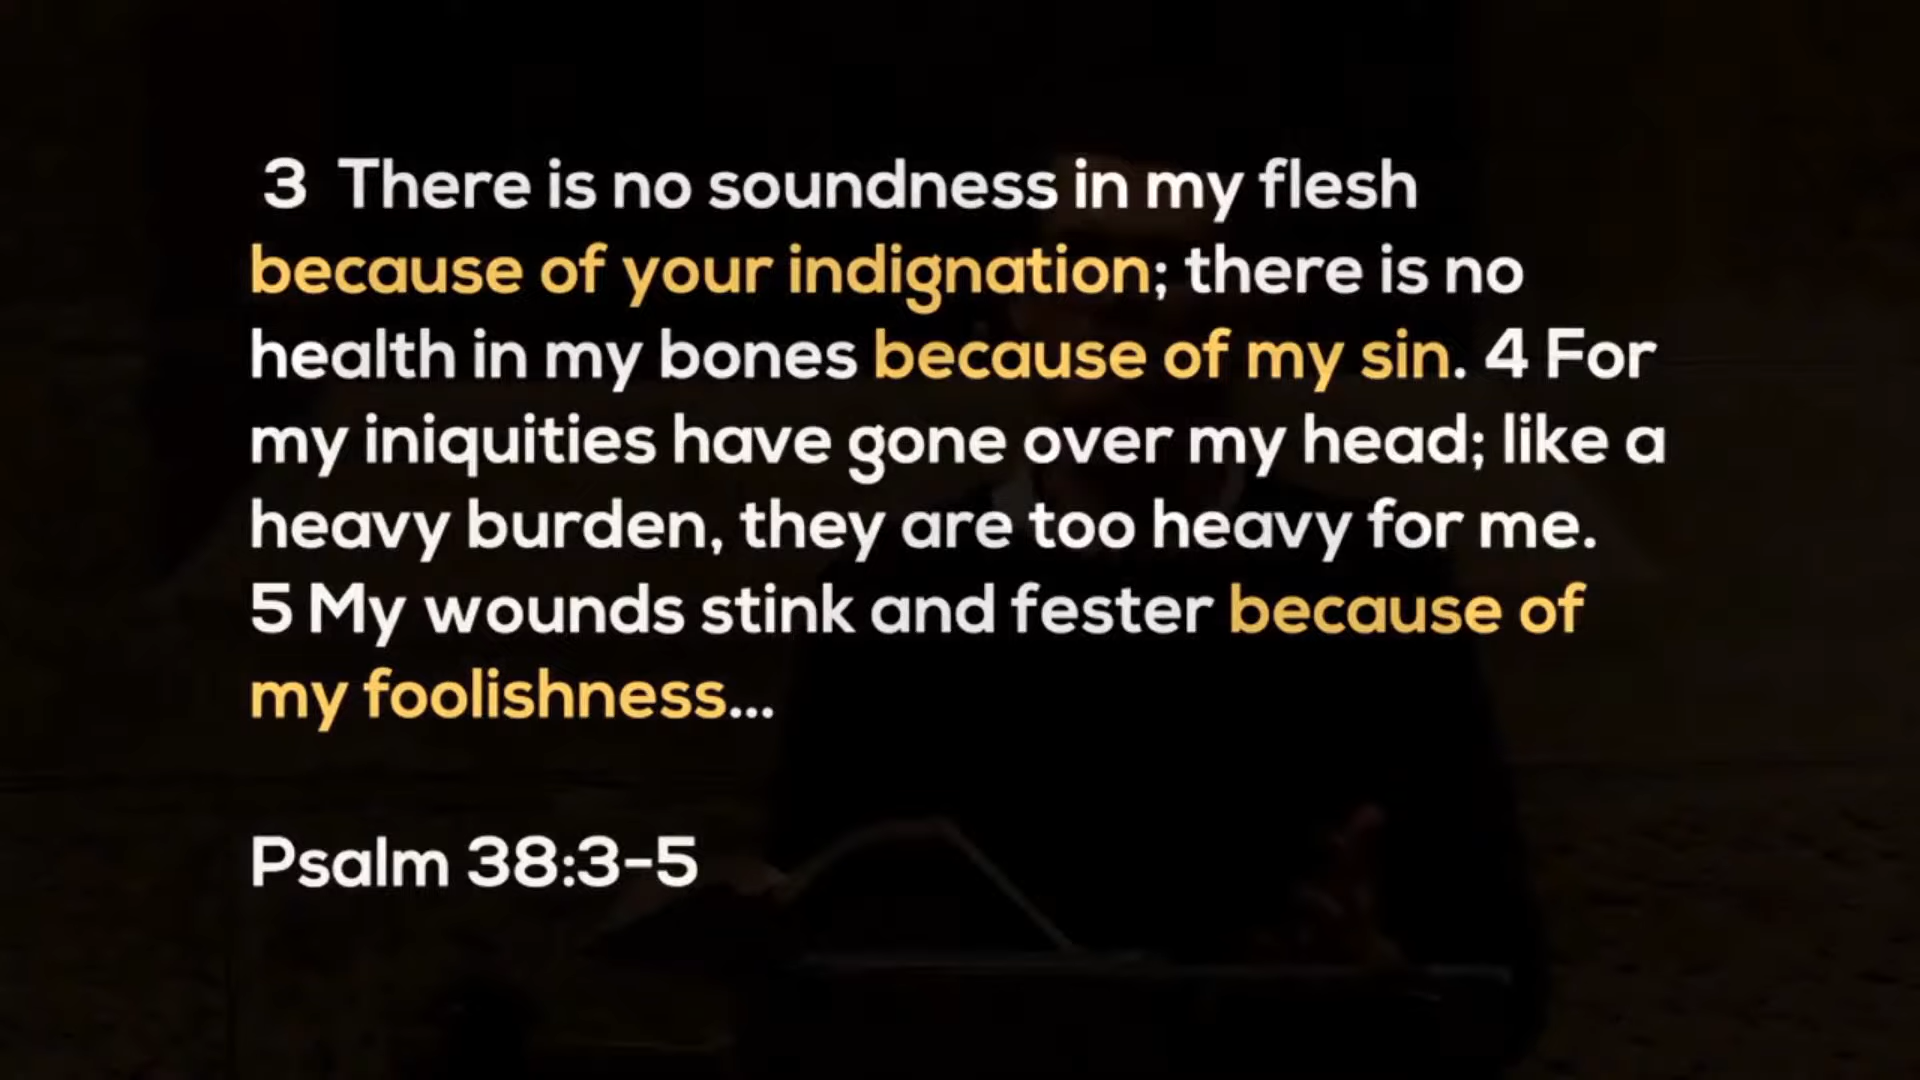 3 There is no soundness in my flesh
because of your indignation; there is no
health in my bones because of my sin. 4 For
my iniquities have gone over my head; like a
heavy burden, they are too heavy for me.
5 My wounds stink and fester because of
my foolishness...
Psalm 38:3-5